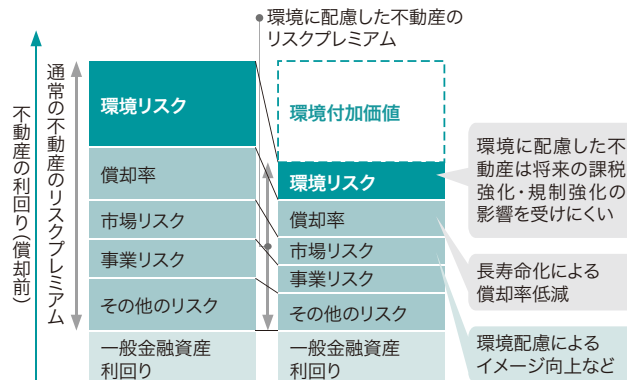 環境に配慮した不動産の
リスクプレミアム
不動産の利回り(償却前)
通常の不動産のリスクプレミアム
環境リスク
償却率
市場リスク
事業リスク
その他のリスク
一般金融資産
利回り
環境付加価値
環境リスク
償却率
市場リスク
事業リスク
その他のリスク
一般金融資産
利回り
環境に配慮した不
動産は将来の課税
強化・規制強化の
影響を受けにくい
長寿命化による
償却率低減
環境配慮による
イメージ向上など